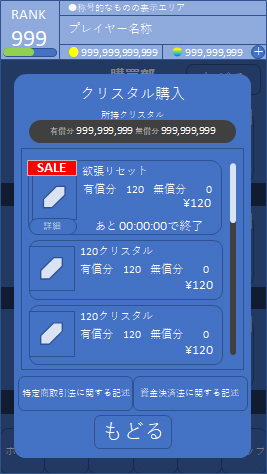 RANK
999
●称号的なものの表示エリア
プレイヤー名称
999,999,999,999
999,999,999
+
購買部
クリスタル購入
所持クリスタル
有償分 999,999,999 無償分 999,999,999
SALE
欲張りセット
有償分 120 無償分 0
¥120
詳細
あと00:00:00で終了
120クリスタル
有償分 120 無償分 0
¥120
120クリスタル
有償分 120 無償分 0
¥120
特定商取引法に関する記述
資金決済法に関する記述
もどる